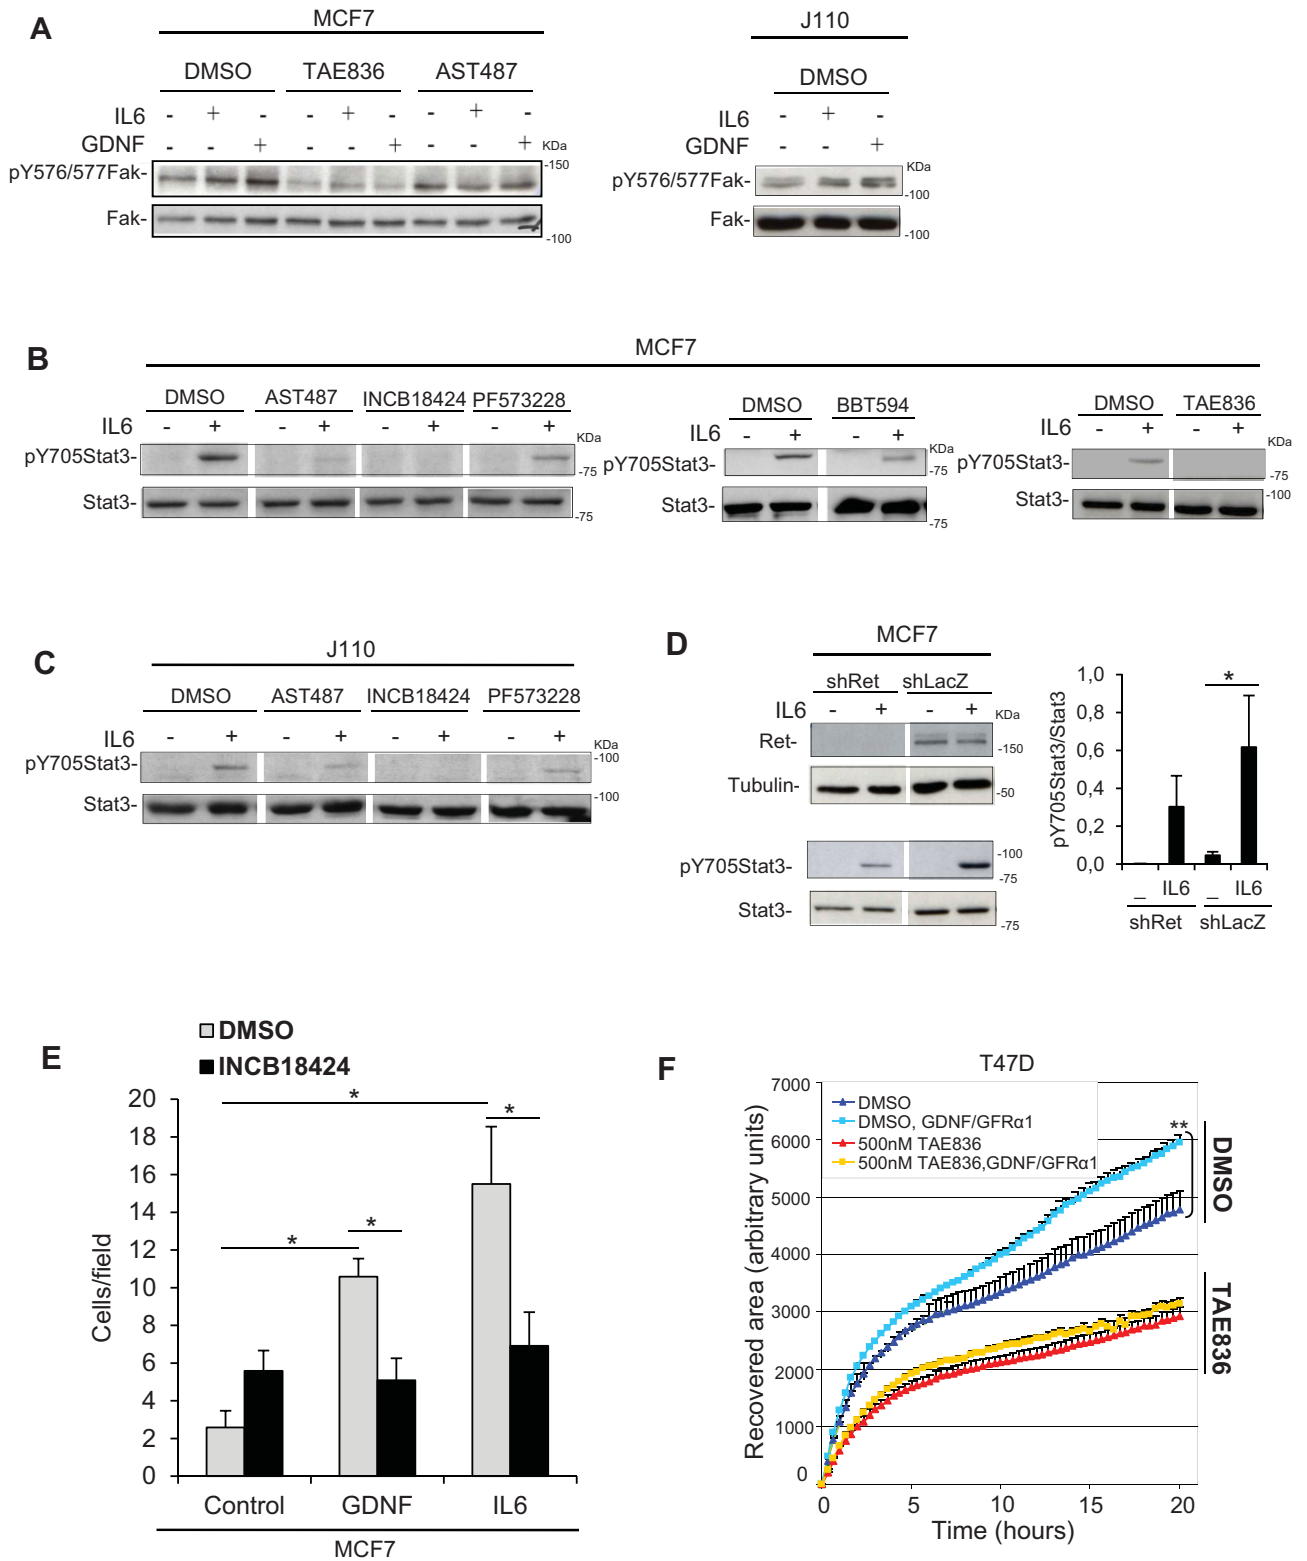 A
MCF7
DMSO TAE836 AST487
IL6 - + - - + - - + -
GDNF - - + - - + - - +
KDa
pY576/577Fak- -150
Fak- -100
J110
DMSO
IL6 - + -
GDNF - - +
KDa
pY576/577Fak- -100
Fak- -100
B
MCF7
DMSO AST487 INCB18424 PF573228
IL6 - + - + - + - +
KDa
pY705Stat3- -75
Stat3- -75
DMSO BBT594
IL6 - + - +
KDa
pY705Stat3- -75
Stat3- -75
DMSO TAE836
IL6 - + - +
KDa
pY705Stat3- -75
Stat3- -100
C
J110
DMSO AST487 INCB18424 PF573228
IL6 - + - + - + - +
KDa
pY705Stat3- -100
Stat3- -100
D
MCF7
shRet shLacZ
IL6 - + - +
KDa
Ret- -150
Tubulin- -50
pY705Stat3- -100
-75
Stat3- -75
pY705Stat3/Stat3
1,0
0,8
0,6
0,4
0,2
0,0
*
_ IL6 _ IL6
shRet shLacZ
E
DMSO
INCB18424
Cells/field
20
18
16
14
12
10
8
6
4
2
0
*
*
*
*
Control GDNF IL6
MCF7
F
T47D
Recovered area (arbitrary units)
7000
6000
5000
4000
3000
2000
1000
0
DMSO
DMSO, GDNF/GFRα1
500nM TAE836
500nM TAE836,GDNF/GFRα1
**
DMSO
TAE836
0 5 10 15 20
Time (hours)